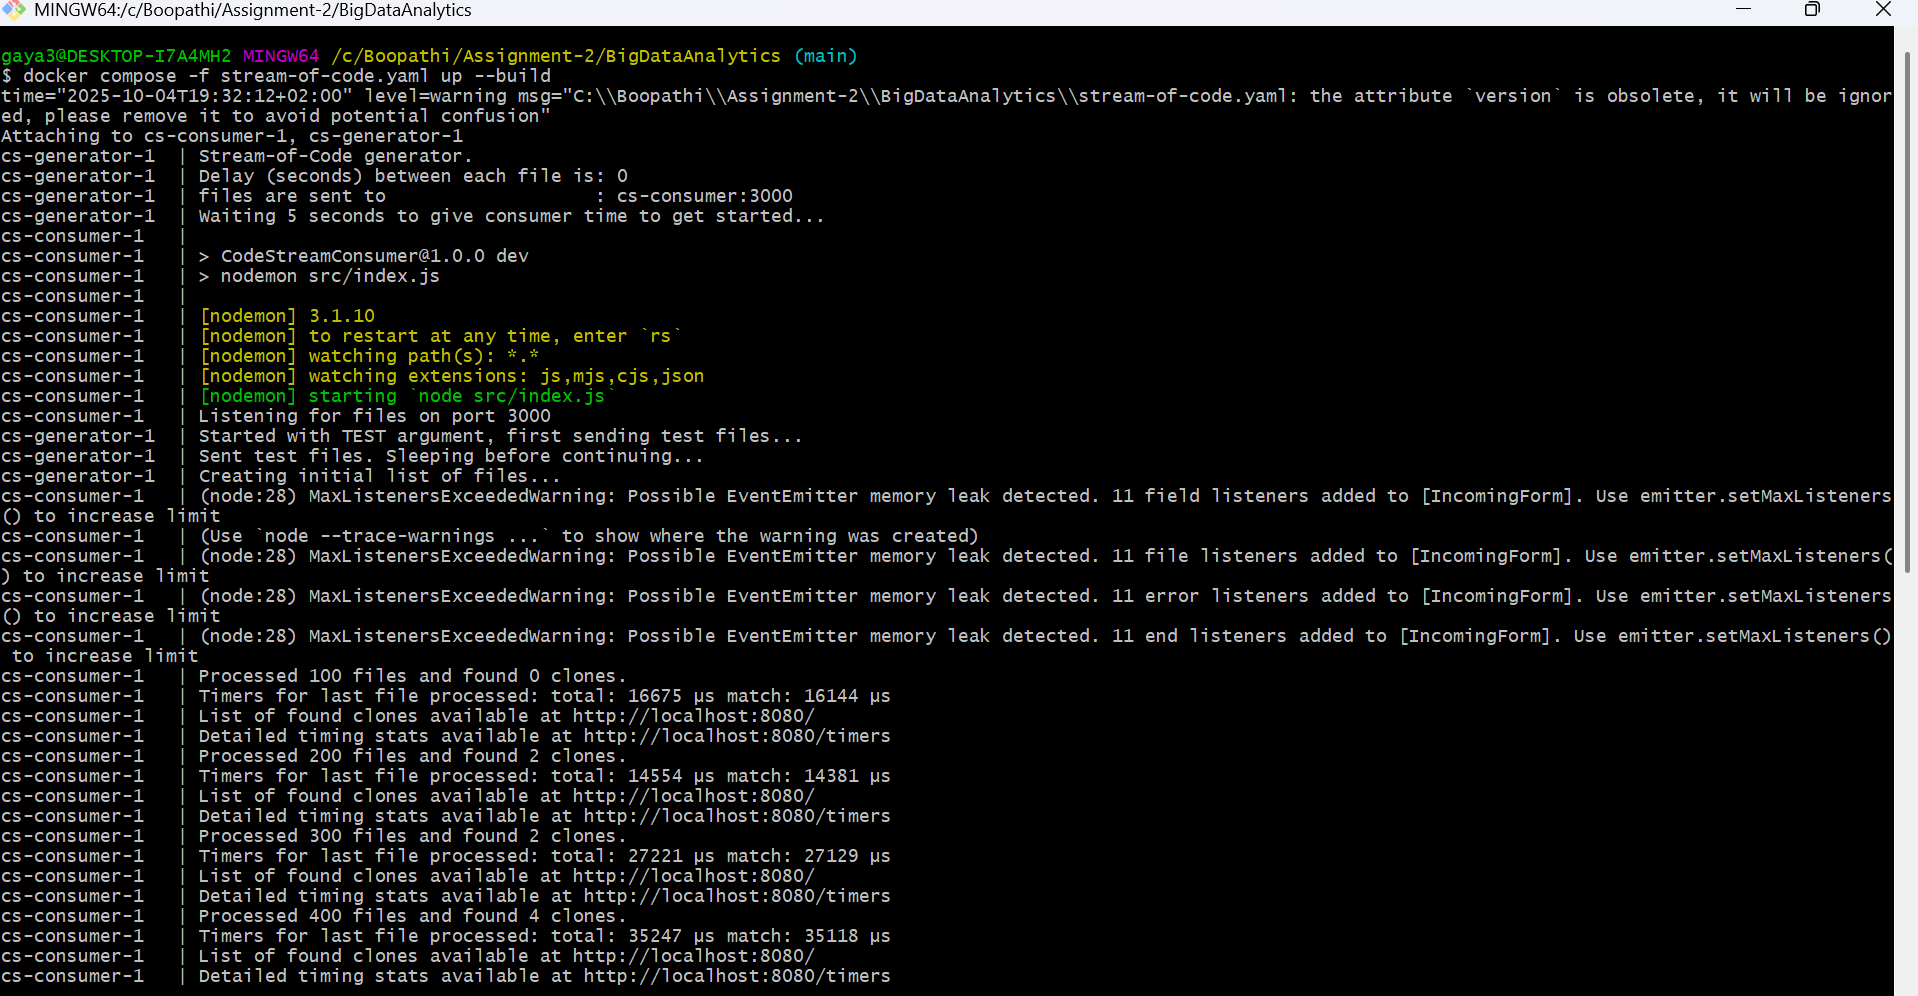 MINGW64:/c/Boopathi/Assignment-2/BigDataAnalytics
gaya3@DESKTOP-I7A4MH2 MINGW64 /c/Boopathi/Assignment-2/BigDataAnalytics (main)
$ docker compose -f stream-of-code.yaml up --build
time="2025-10-04T19:32:12+02:00" level=warning msg="C:\\Boopathi\\Assignment-2\\BigDataAnalytics\\stream-of-code.yaml: the attribute `version` is obsolete, it will be ignor
ed, please remove it to avoid potential confusion"
Attaching to cs-consumer-1, cs-generator-1
cs-generator-1  | Stream-of-Code generator.
cs-generator-1  | Delay (seconds) between each file is: 0
cs-generator-1  | files are sent to                   : cs-consumer:3000
cs-generator-1  | Waiting 5 seconds to give consumer time to get started...
cs-consumer-1   |
cs-consumer-1   | > CodeStreamConsumer@1.0.0 dev
cs-consumer-1   | > nodemon src/index.js
cs-consumer-1   |
cs-consumer-1   | [nodemon] 3.1.10
cs-consumer-1   | [nodemon] to restart at any time, enter `rs`
cs-consumer-1   | [nodemon] watching path(s): *.*
cs-consumer-1   | [nodemon] watching extensions: js,mjs,cjs,json
cs-consumer-1   | [nodemon] starting `node src/index.js`
cs-consumer-1   | Listening for files on port 3000
cs-generator-1  | Started with TEST argument, first sending test files...
cs-generator-1  | Sent test files. Sleeping before continuing...
cs-generator-1  | Creating initial list of files...
cs-consumer-1   | (node:28) MaxListenersExceededWarning: Possible EventEmitter memory leak detected. 11 field listeners added to [IncomingForm]. Use emitter.setMaxListeners
() to increase limit
cs-consumer-1   | (Use `node --trace-warnings ...` to show where the warning was created)
cs-consumer-1   | (node:28) MaxListenersExceededWarning: Possible EventEmitter memory leak detected. 11 file listeners added to [IncomingForm]. Use emitter.setMaxListeners(
) to increase limit
cs-consumer-1   | (node:28) MaxListenersExceededWarning: Possible EventEmitter memory leak detected. 11 error listeners added to [IncomingForm]. Use emitter.setMaxListeners
() to increase limit
cs-consumer-1   | (node:28) MaxListenersExceededWarning: Possible EventEmitter memory leak detected. 11 end listeners added to [IncomingForm]. Use emitter.setMaxListeners()
 to increase limit
cs-consumer-1   | Processed 100 files and found 0 clones.
cs-consumer-1   | Timers for last file processed: total: 16675 µs match: 16144 µs
cs-consumer-1   | List of found clones available at http://localhost:8080/
cs-consumer-1   | Detailed timing stats available at http://localhost:8080/timers
cs-consumer-1   | Processed 200 files and found 2 clones.
cs-consumer-1   | Timers for last file processed: total: 14554 µs match: 14381 µs
cs-consumer-1   | List of found clones available at http://localhost:8080/
cs-consumer-1   | Detailed timing stats available at http://localhost:8080/timers
cs-consumer-1   | Processed 300 files and found 2 clones.
cs-consumer-1   | Timers for last file processed: total: 27221 µs match: 27129 µs
cs-consumer-1   | List of found clones available at http://localhost:8080/
cs-consumer-1   | Detailed timing stats available at http://localhost:8080/timers
cs-consumer-1   | Processed 400 files and found 4 clones.
cs-consumer-1   | Timers for last file processed: total: 35247 µs match: 35118 µs
cs-consumer-1   | List of found clones available at http://localhost:8080/
cs-consumer-1   | Detailed timing stats available at http://localhost:8080/timers